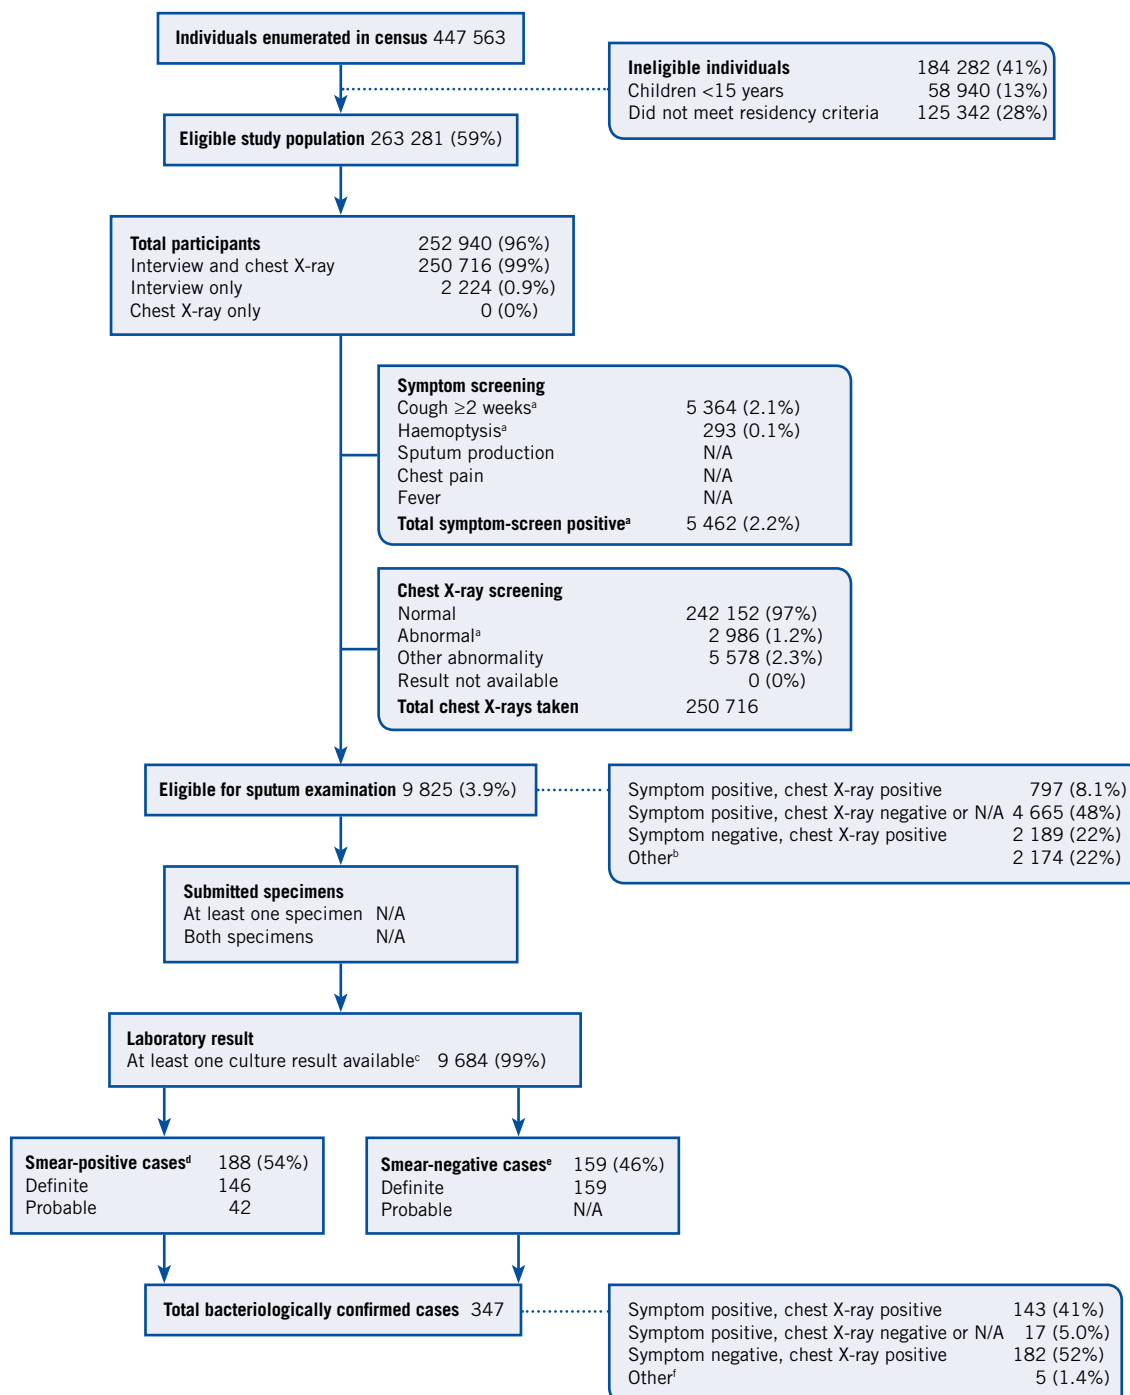 Individuals enumerated in census 447 563
Ineligible individuals 184 282 (41%)
Children <15 years 58 940 (13%)
Did not meet residency criteria 125 342 (28%)
Eligible study population 263 281 (59%)
Total participants 252 940 (96%)
Interview and chest X-ray 250 716 (99%)
Interview only 2 224 (0.9%)
Chest X-ray only 0 (0%)
Symptom screening
Cough ≥2 weeksᵃ 5 364 (2.1%)
Haemoptysisᵃ 293 (0.1%)
Sputum production N/A
Chest pain N/A
Fever N/A
Total symptom-screen positiveᵃ 5 462 (2.2%)
Chest X-ray screening
Normal 242 152 (97%)
Abnormalᵃ 2 986 (1.2%)
Other abnormality 5 578 (2.3%)
Result not available 0 (0%)
Total chest X-rays taken 250 716
Eligible for sputum examination 9 825 (3.9%)
Symptom positive, chest X-ray positive 797 (8.1%)
Symptom positive, chest X-ray negative or N/A 4 665 (48%)
Symptom negative, chest X-ray positive 2 189 (22%)
Otherᵇ 2 174 (22%)
Submitted specimens
At least one specimen N/A
Both specimens N/A
Laboratory result
At least one culture result availableᶜ 9 684 (99%)
Smear-positive casesᵈ 188 (54%)
Definite 146
Probable 42
Smear-negative casesᵉ 159 (46%)
Definite 159
Probable N/A
Total bacteriologically confirmed cases 347
Symptom positive, chest X-ray positive 143 (41%)
Symptom positive, chest X-ray negative or N/A 17 (5.0%)
Symptom negative, chest X-ray positive 182 (52%)
Otherᶠ 5 (1.4%)